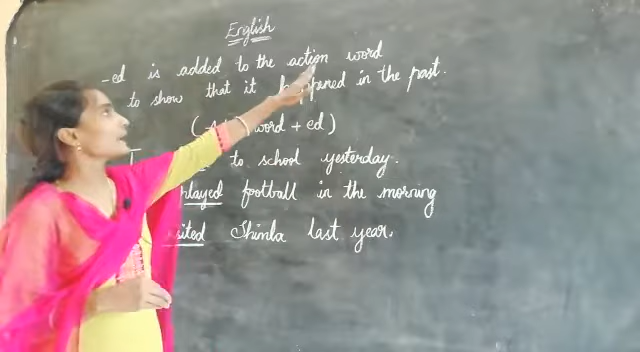 English
-ed is added to the action word
to show that it happened in the past.
word + ed)
to school yesterday.
played football in the morning
Shimla last year.